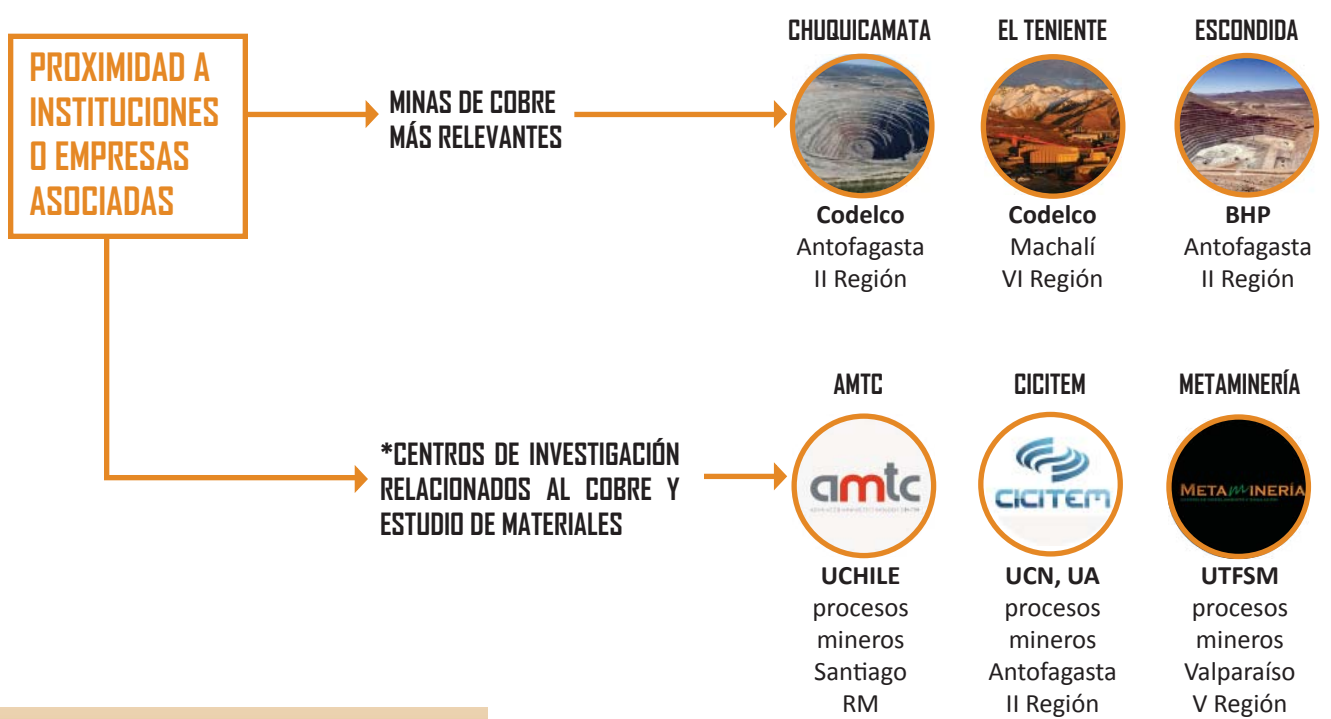 PROXIMIDAD A
INSTITUCIONES
O EMPRESAS
ASOCIADAS
MINAS DE COBRE
MÁS RELEVANTES
CHUQUICAMATA
Codelco
Antofagasta
II Región
EL TENIENTE
Codelco
Machalí
VI Región
ESCONDIDA
BHP
Antofagasta
II Región
*CENTROS DE INVESTIGACIÓN
RELACIONADOS AL COBRE Y
ESTUDIO DE MATERIALES
AMTC
amtc
UCHILE
procesos
mineros
Santiago
RM
CICITEM
CICITEM
UCN, UA
procesos
mineros
Antofagasta
II Región
METAMINERÍA
METAMINERÍA
UTFSM
procesos
mineros
Valparaíso
V Región